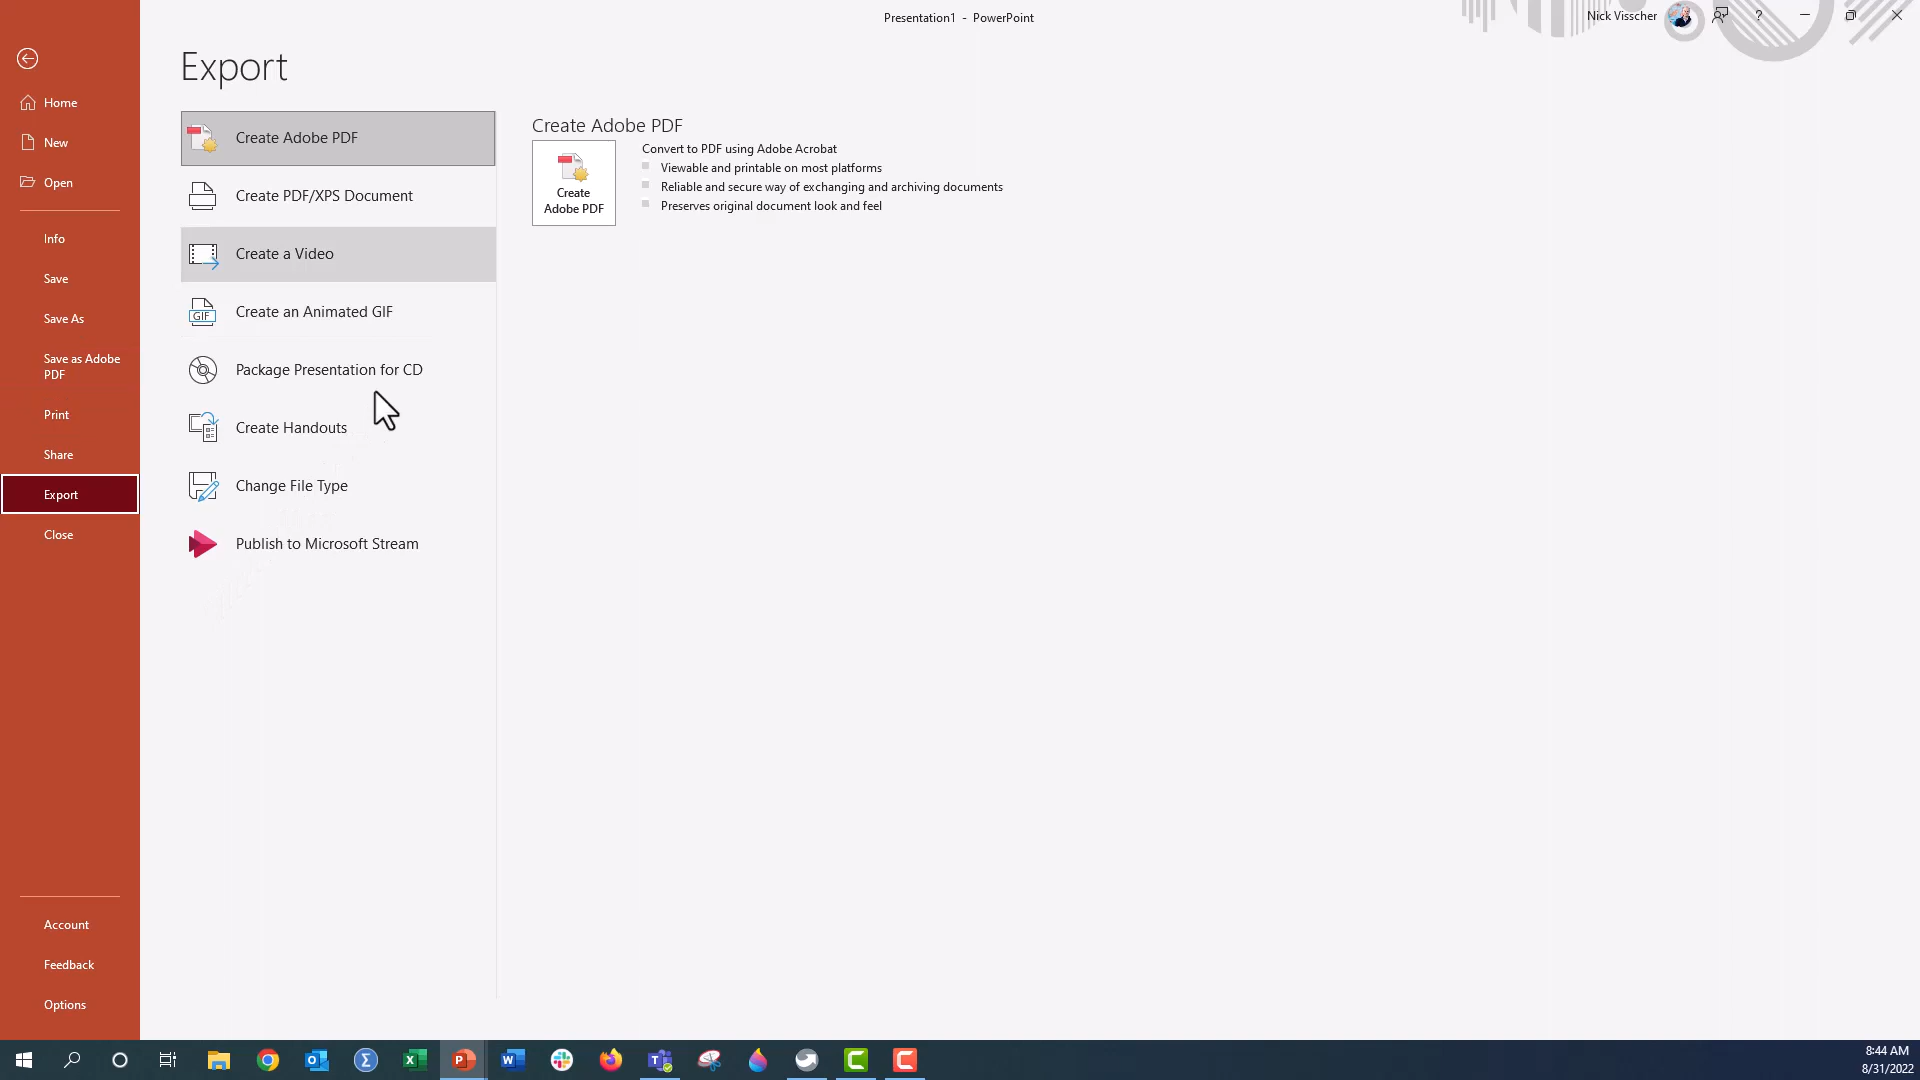 Presentation1 - PowerPoint
Nick Visscher
?
Export
Home
New
Open
Info
Save
Save As
Save as Adobe
PDF
Print
Share
Export
Close
Account
Feedback
Options
Create Adobe PDF
Create PDF/XPS Document
Create a Video
GIF
Create an Animated GIF
Package Presentation for CD
Create Handouts
Change File Type
Publish to Microsoft Stream
Create Adobe PDF
Create
Adobe PDF
Convert to PDF using Adobe Acrobat
Viewable and printable on most platforms
Reliable and secure way of exchanging and archiving documents
Preserves original document look and feel
8:44 AM
8/31/2022